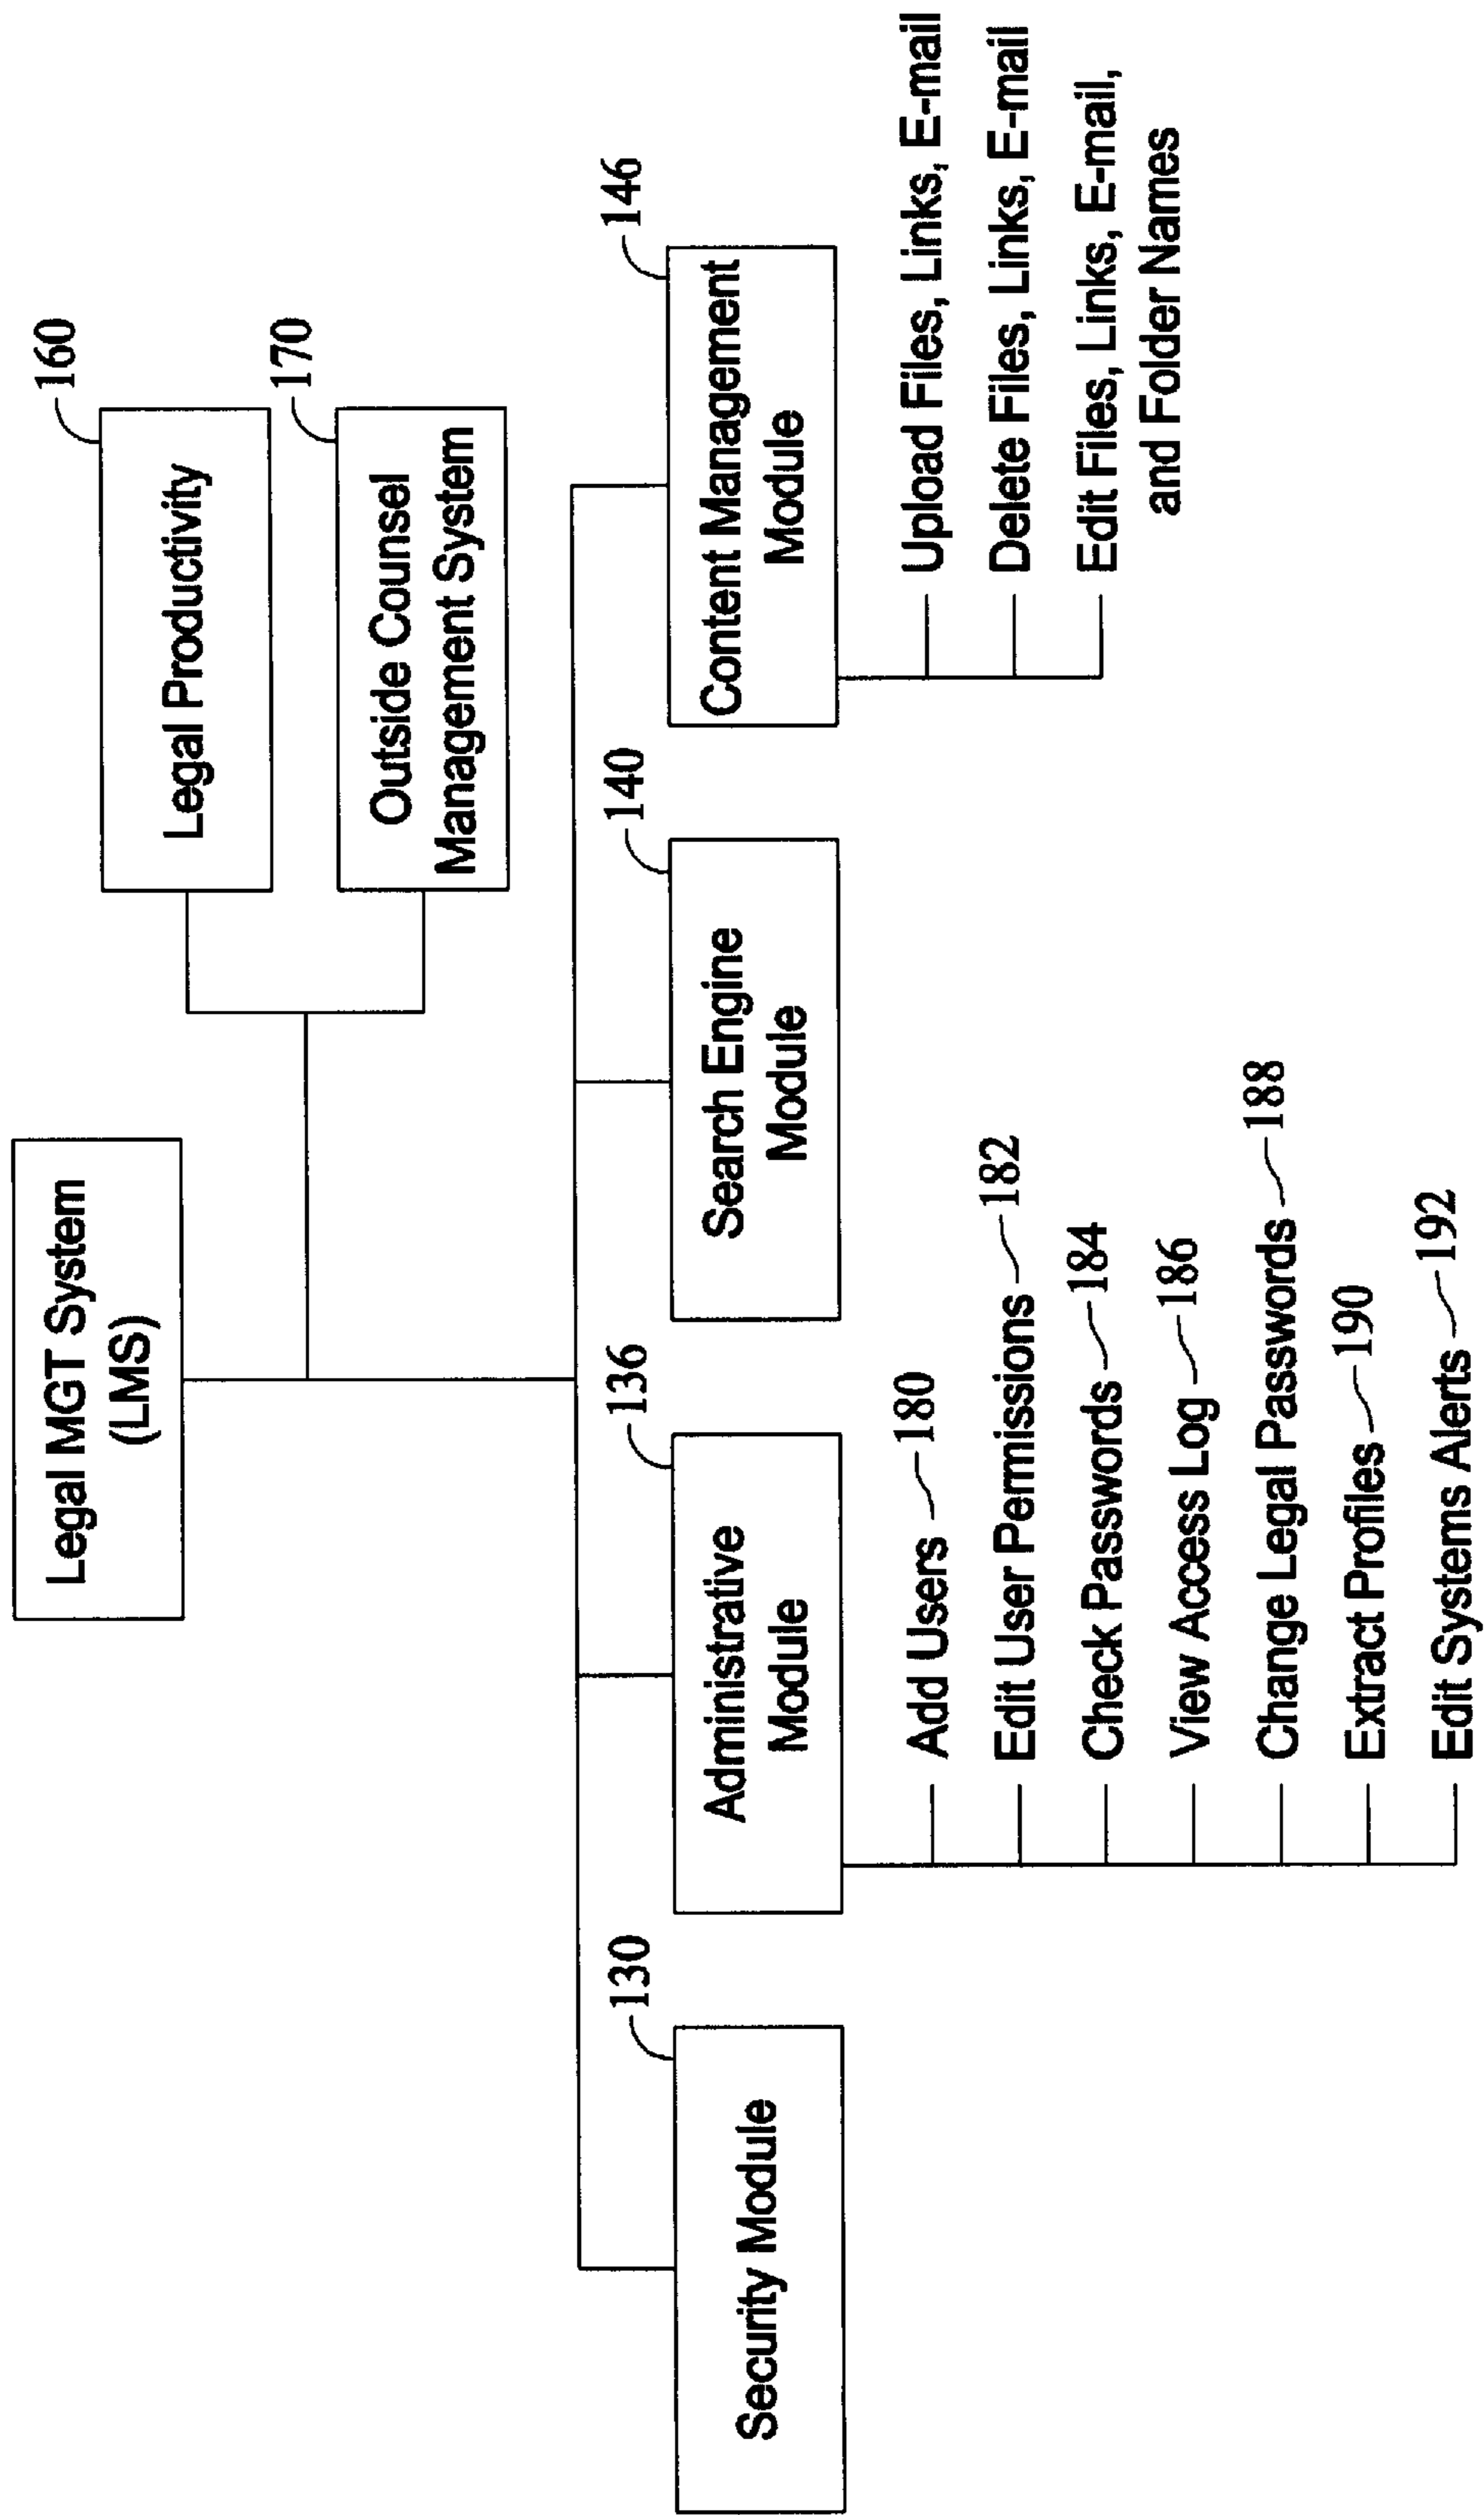 Legal MGT System
(LMS)
160
Legal Productivity
170
Outside Counsel
Management System
130
Security Module
136
Administrative
Module
180
Add Users
182
Edit User Permissions
184
Check Passwords
186
View Access Log
188
Change Legal Passwords
190
Extract Profiles
192
Edit Systems Alerts
140
Search Engine
Module
146
Content Management
Module
Upload Files, Links, E-mail
Delete Files, Links, E-mail
Edit Files, Links, E-mail,
and Folder Names